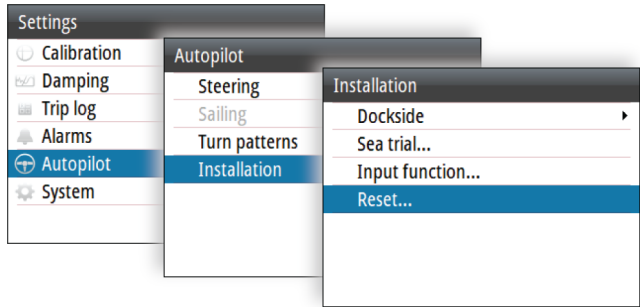 Settings
Calibration
Damping
Trip log
Alarms
Autopilot
System
Autopilot
Steering
Sailing
Turn patterns
Installation
Installation
Dockside
Sea trial...
Input function...
Reset...